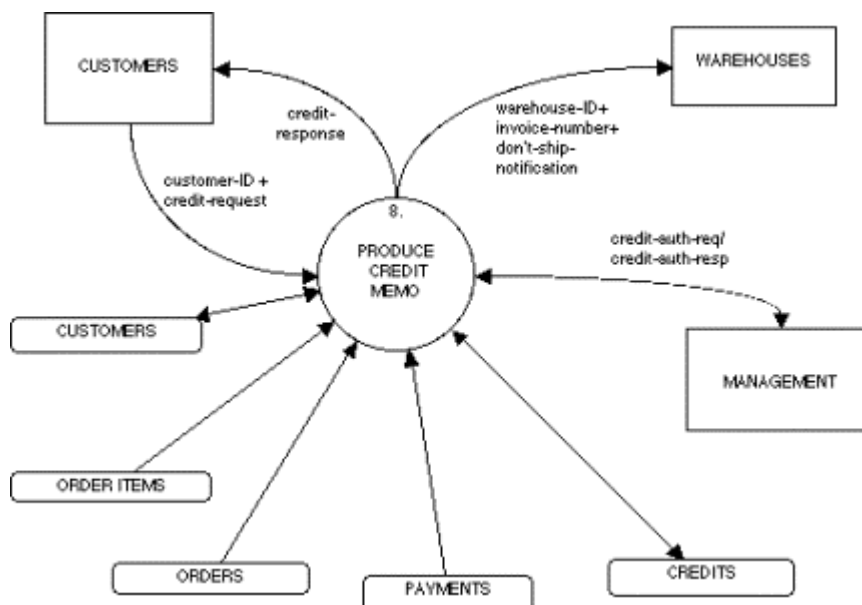 CUSTOMERS
WAREHOUSES
credit-
response
warehouse-ID+
invoice-number+
don't-ship-
notification
customer-ID +
credit-request
8.
PRODUCE
CREDIT
MEMO
credit-auth-req/
credit-auth-resp
CUSTOMERS
MANAGEMENT
ORDER ITEMS
ORDERS
PAYMENTS
CREDITS